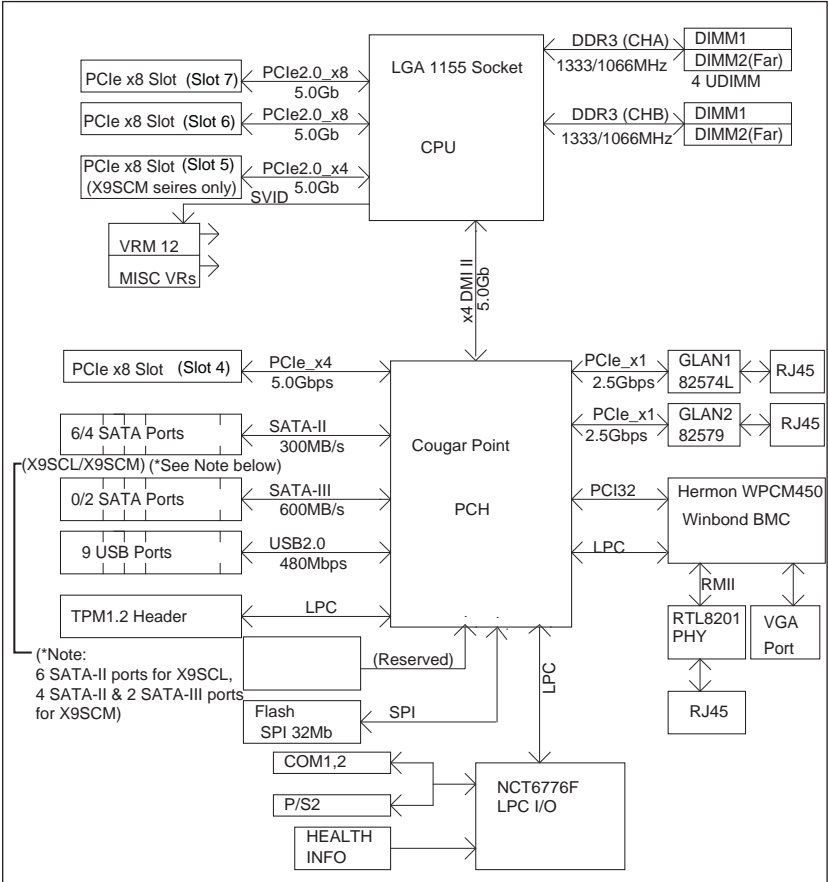 LGA 1155 Socket
CPU
DDR3 (CHA)
1333/1066MHz
DIMM1
DIMM2(Far)
4 UDIMM
DDR3 (CHB)
1333/1066MHz
DIMM1
DIMM2(Far)
PCIe x8 Slot (Slot 7)
PCIe2.0_x8
5.0Gb
PCIe x8 Slot (Slot 6)
PCIe2.0_x8
5.0Gb
PCIe x8 Slot (Slot 5)
(X9SCM seires only)
PCIe2.0_x4
5.0Gb
SVID
VRM 12
MISC VRs
x4 DMI II
5.0Gb
PCIe x8 Slot (Slot 4)
PCIe_x4
5.0Gbps
6/4 SATA Ports
SATA-II
300MB/s
(X9SCL/X9SCM) (*See Note below)
0/2 SATA Ports
SATA-III
600MB/s
9 USB Ports
USB2.0
480Mbps
TPM1.2 Header
LPC
Cougar Point
PCH
PCIe_x1
2.5Gbps
GLAN1
82574L
RJ45
PCIe_x1
2.5Gbps
GLAN2
82579
RJ45
PCI32
LPC
Hermon WPCM450
Winbond BMC
RMII
RTL8201
PHY
VGA
Port
RJ45
(*Note:
6 SATA-II ports for X9SCL,
4 SATA-II & 2 SATA-III ports
for X9SCM)
(Reserved)
Flash
SPI 32Mb
SPI
LPC
COM1,2
P/S2
HEALTH
INFO
NCT6776F
LPC I/O